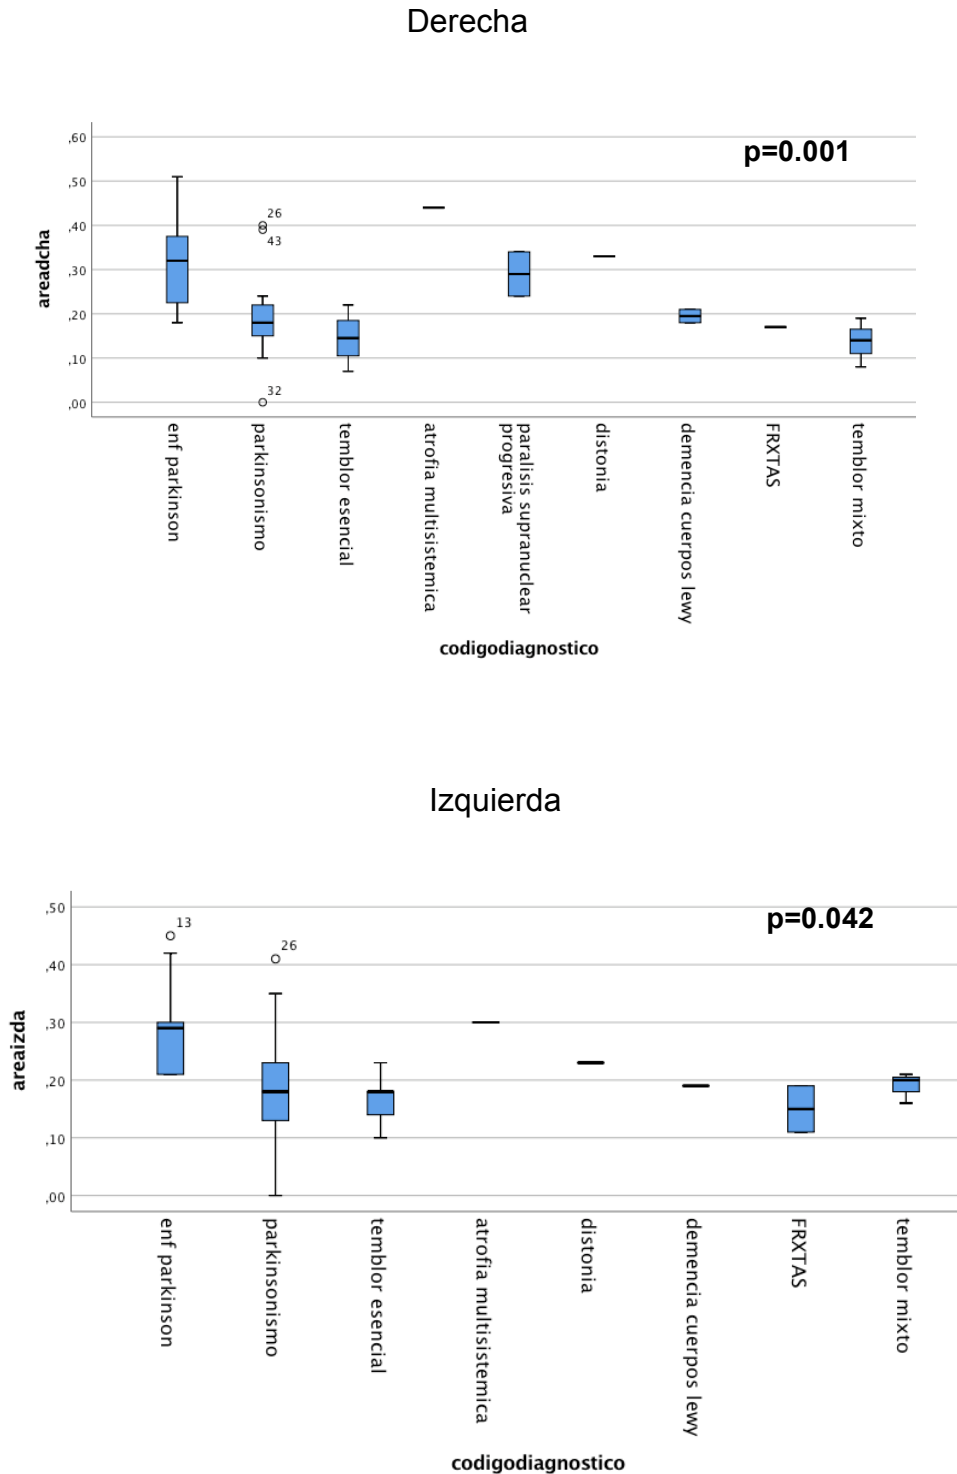 Derecha
p=0.001
,60
,50
,40
,30
,20
,10
,00
areadcha
26
43
32
enf parkinson
parkinsonismo
temblor esencial
atrofia multisistemica
paralisis supranuclear
progresiva
distonia
demencia cuerpos lewy
FRXTAS
temblor mixto
codigodiagnostico
Izquierda
p=0.042
,50
,40
,30
,20
,10
,00
areaizda
13
26
enf parkinson
parkinsonismo
temblor esencial
atrofia multisistemica
distonia
demencia cuerpos lewy
FRXTAS
temblor mixto
codigodiagnostico